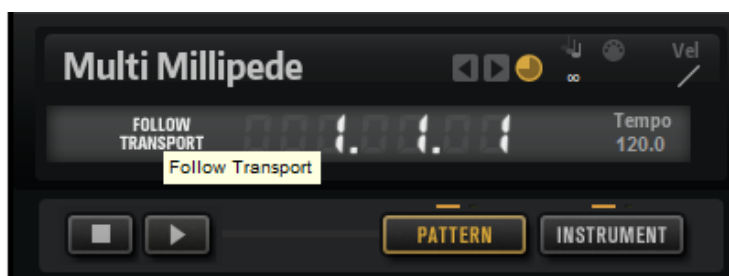 Multi Millipede
∞
Vel
FOLLOW
TRANSPORT
1. 1. 1
Tempo
120.0
Follow Transport
PATTERN
INSTRUMENT